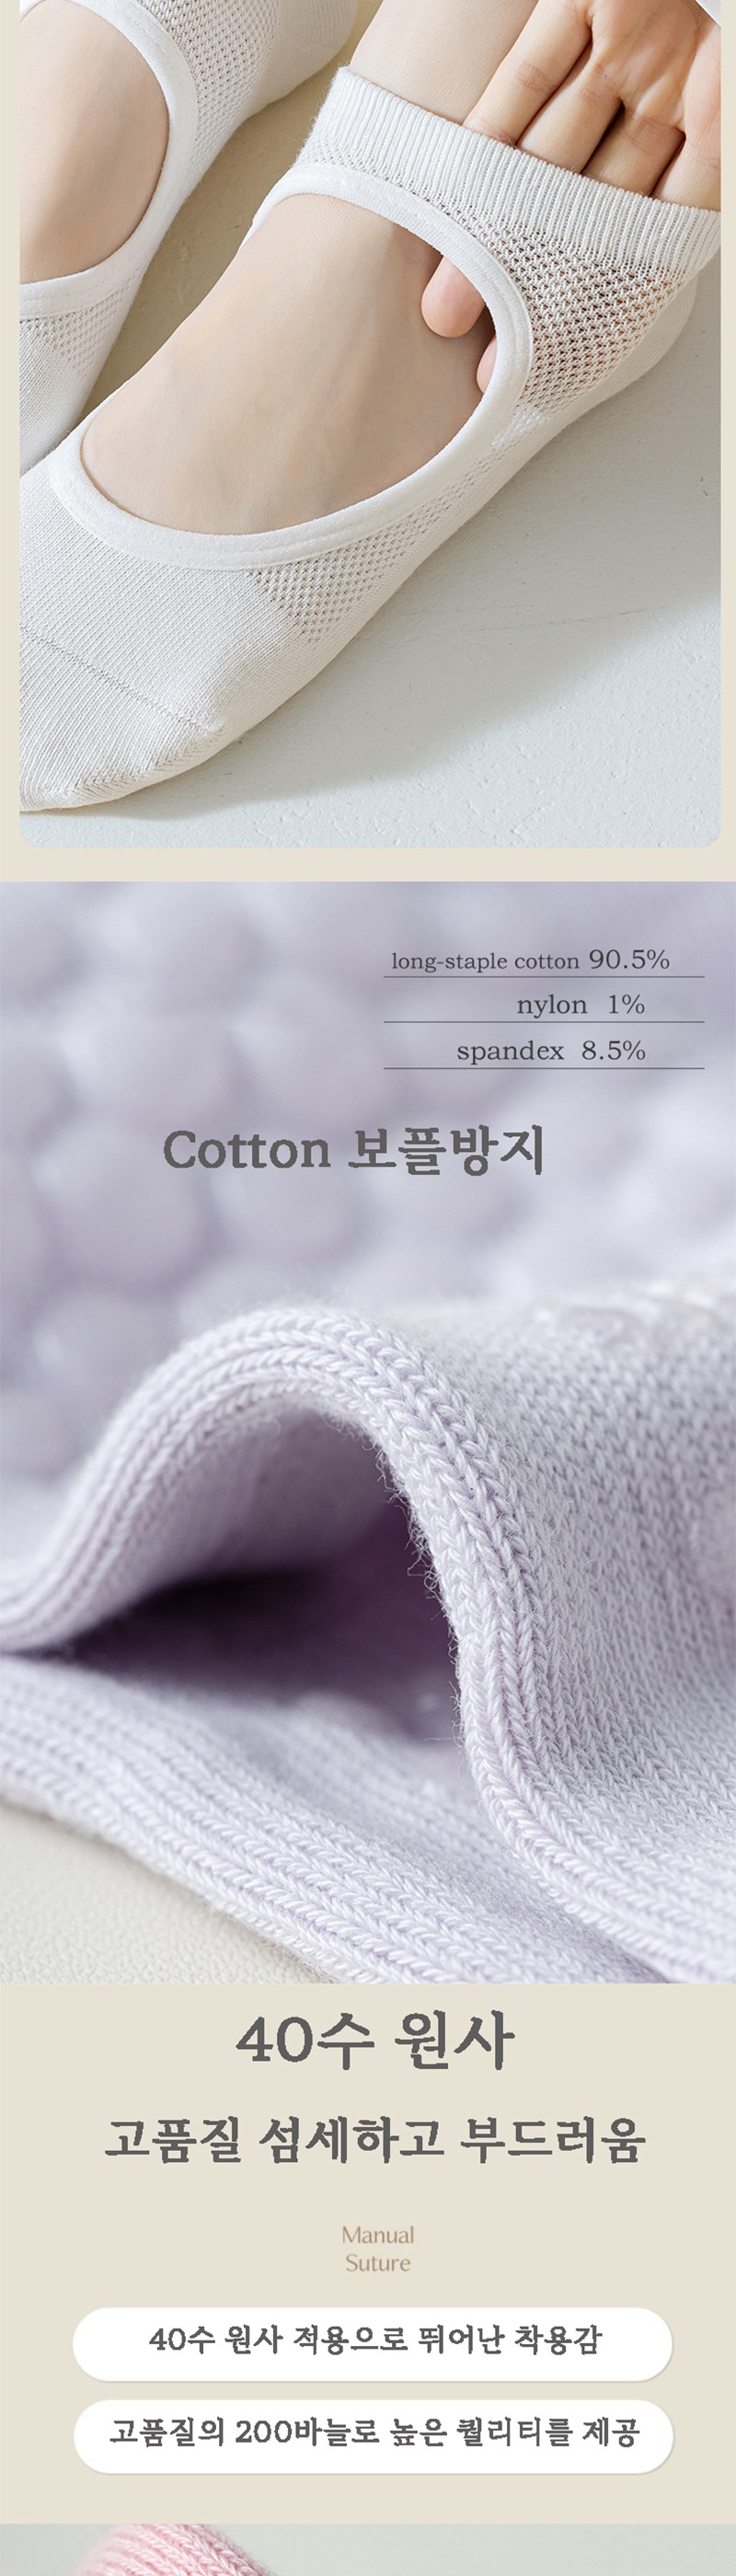 long-staple cotton 90.5%
nylon 1%
spandex 8.5%
Cotton 보플방지
40수 원사
고품질 섬세하고 부드러움
Manual
Suture
40수 원사 적용으로 뛰어난 착용감
고품질의 200바늘로 높은 퀄리티를 제공